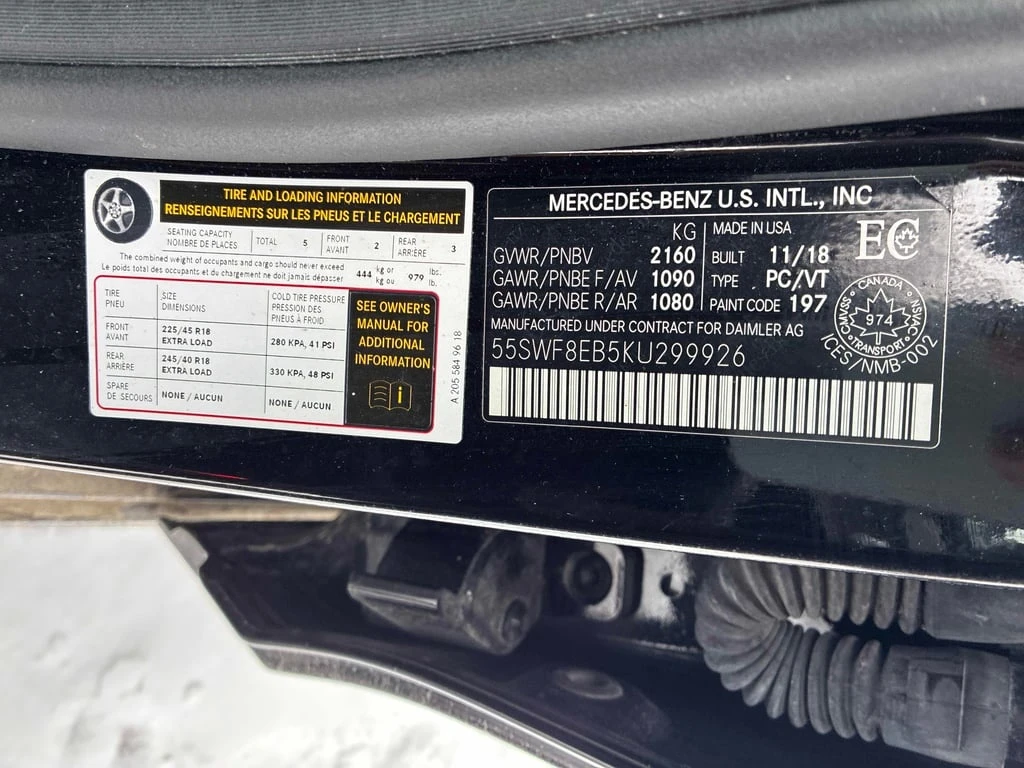 TIRE AND LOADING INFORMATION
RENSEIGNEMENTS SUR LES PNEUS ET LE CHARGEMENT
SEATING CAPACITY
NOMBRE DE PLACES
TOTAL 5
FRONT
AVANT
2
REAR
ARRIÈRE
3
The combined weight of occupants and cargo should never exceed
Le poids total des occupants et du chargement ne doit jamais dépasser
444 kg or
kg ou
979 lbs.
lb.
TIRE
PNEU
SIZE
DIMENSIONS
COLD TIRE PRESSURE
PRESSION DES
PNEUS À FROID
FRONT
AVANT
225/45 R18
EXTRA LOAD
280 KPA, 41 PSI
REAR
ARRIÈRE
245/40 R18
EXTRA LOAD
330 KPA, 48 PSI
SPARE
DE SECOURS
NONE / AUCUN
NONE / AUCUN
SEE OWNER'S
MANUAL FOR
ADDITIONAL
INFORMATION
i
A 205 584 96 18
MERCEDES-BENZ U.S. INTL., INC
KG
GVWR/PNBV 2160
GAWR/PNBE F/AV 1090
GAWR/PNBE R/AR 1080
MADE IN USA
BUILT 11/18
TYPE PC/VT
PAINT CODE 197
MANUFACTURED UNDER CONTRACT FOR DAIMLER AG
55SWF8EB5KU299926
EC
CANADA
CMVSS
NSVAC
974
TRANSPORT
ICES/NMB-002